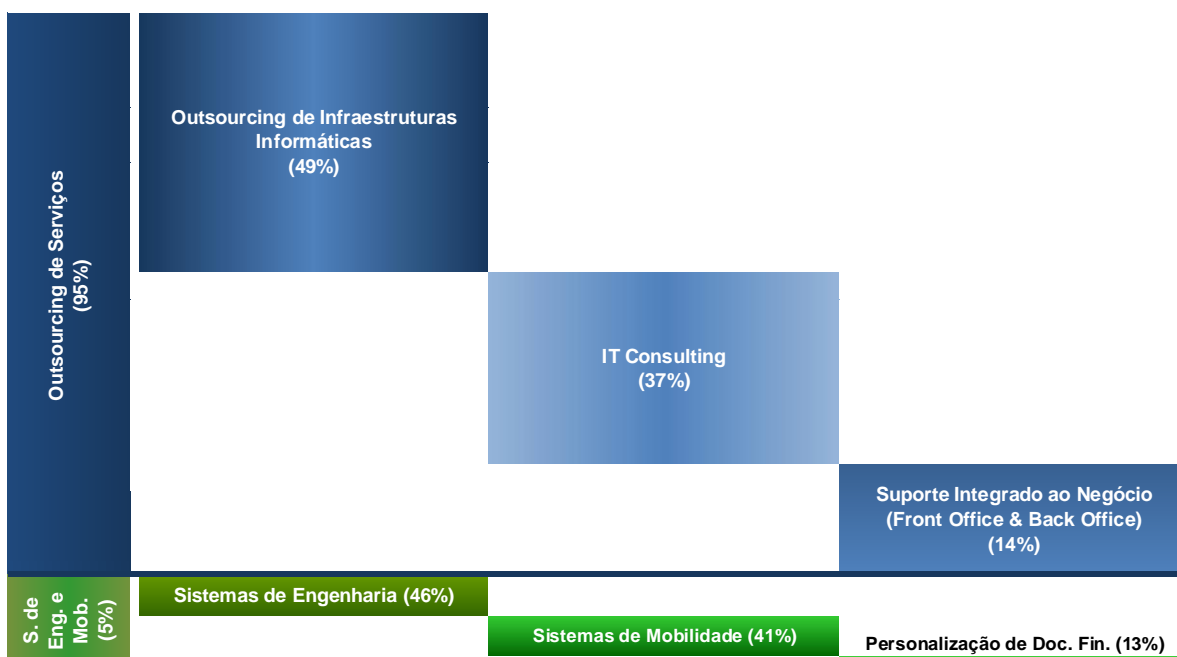 Outsourcing de Serviços
(95%)
Outsourcing de Infraestruturas
Informáticas
(49%)
IT Consulting
(37%)
Suporte Integrado ao Negócio
(Front Office & Back Office)
(14%)
S. de
Eng. e
Mob.
(5%)
Sistemas de Engenharia (46%)
Sistemas de Mobilidade (41%)
Personalização de Doc. Fin. (13%)